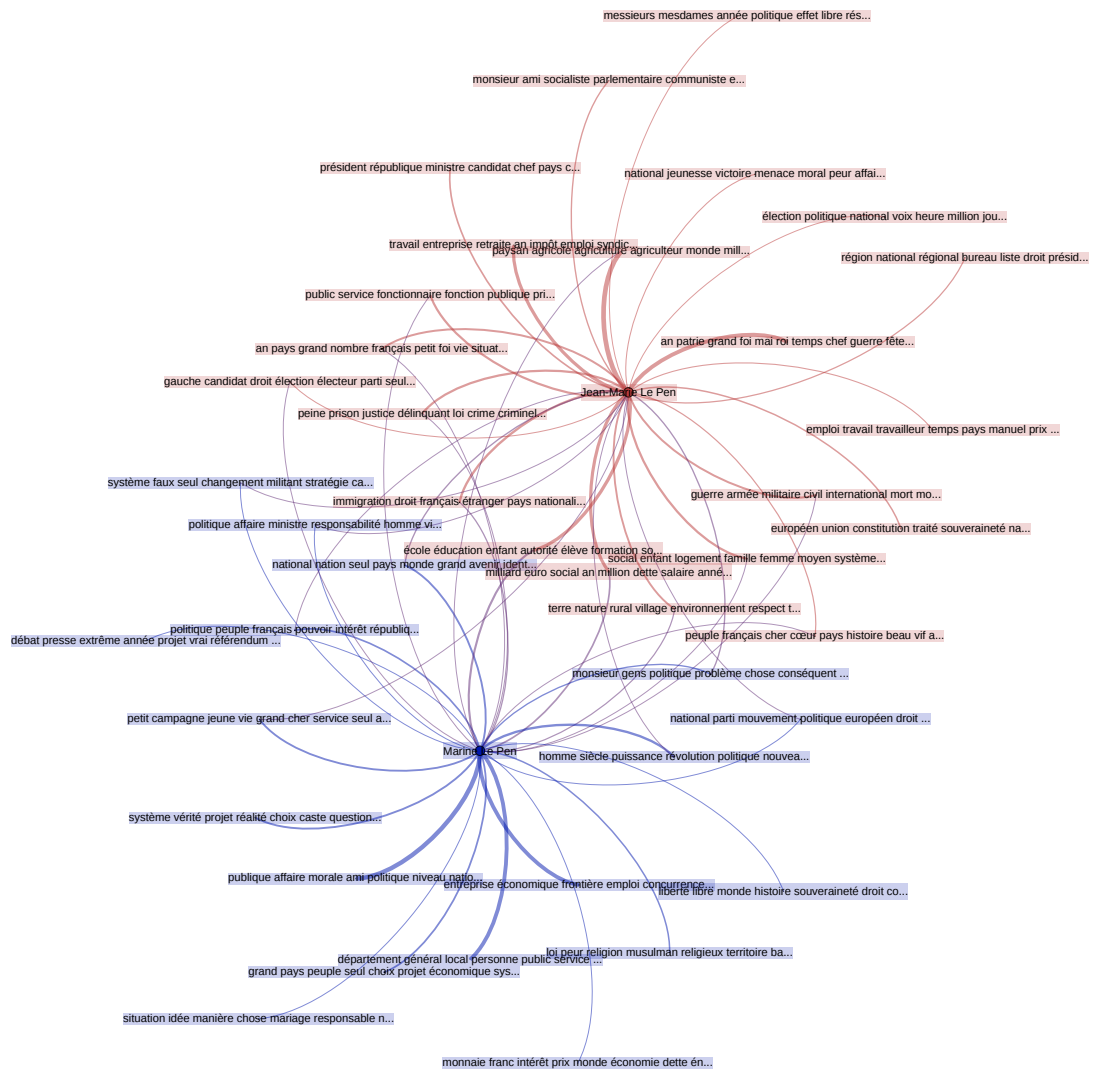 messieurs mesdames année politique effet libre rés...
monsieur ami socialiste parlementaire communiste e...
président république ministre candidat chef pays c...
national jeunesse victoire menace moral peur affai...
élection politique national voix heure million jou...
travail entreprise retraite an impôt emploi syndic...
paysan agricole agriculture agriculteur monde mill...
région national régional bureau liste droit présid...
public service fonctionnaire fonction publique pri...
an patrie grand foi mai roi temps chef guerre fête...
an pays grand nombre français petit foi vie situat...
gauche candidat droit élection électeur parti seul...
Jean-Marie Le Pen
peine prison justice délinquant loi crime criminel...
emploi travail travailleur temps pays manuel prix ...
système faux seul changement militant stratégie ca...
guerre armée militaire civil international mort mo...
immigration droit français étranger pays nationali...
politique affaire ministre responsabilité homme vi...
européen union constitution traité souveraineté na...
école éducation enfant autorité élève formation so...
social enfant logement famille femme moyen système...
national nation seul pays monde grand avenir ident...
milliard euro social an million dette salaire anné...
terre nature rural village environnement respect t...
politique peuple français pouvoir intérêt républiq...
peuple français cher cœur pays histoire beau vif a...
débat presse extrême année projet vrai référendum ...
monsieur gens politique problème chose conséquent ...
petit campagne jeune vie grand cher service seul a...
national parti mouvement politique européen droit ...
Marine Le Pen
homme siècle puissance révolution politique nouvea...
système vérité projet réalité choix caste question...
publique affaire morale ami politique niveau natio...
entreprise économique frontière emploi concurrence...
liberté libre monde histoire souveraineté droit co...
loi peur religion musulman religieux territoire ba...
département général local personne public service ...
grand pays peuple seul choix projet économique sys...
situation idée manière chose mariage responsable n...
monnaie franc intérêt prix monde économie dette én...